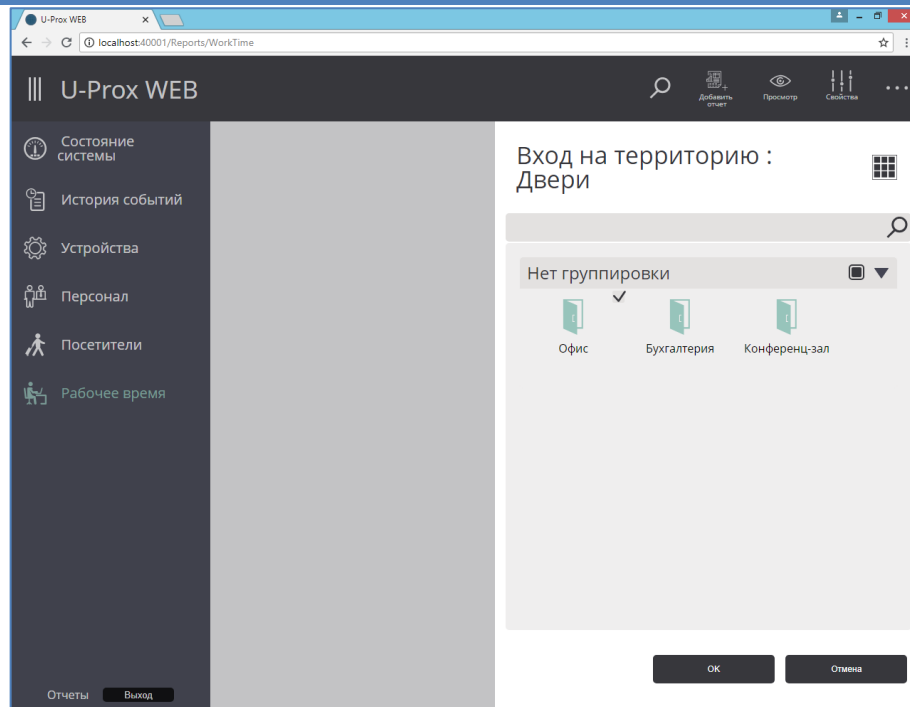 U-Prox WEB
localhost:40001/Reports/WorkTime
U-Prox WEB
Добавить
отчет
Просмотр
Свойства
Состояние
системы
История событий
Устройства
Персонал
Посетители
Рабочее время
Отчеты
Выход
Вход на территорию :
Двери
Нет группировки
Офис
Бухгалтерия
Конференц-зал
ОК
Отмена